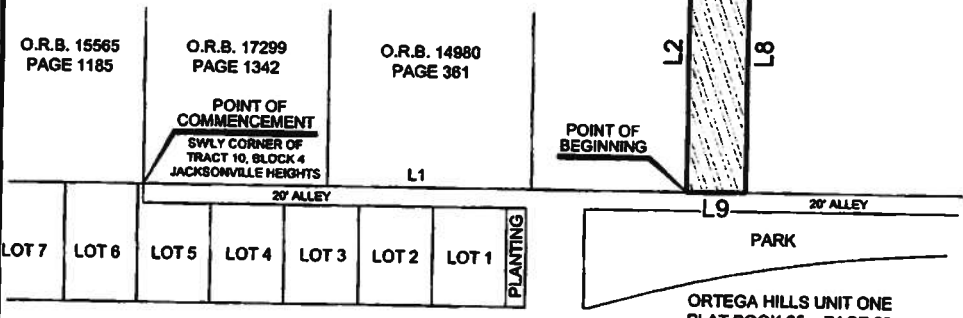 O.R.B. 15565
PAGE 1185
O.R.B. 17299
PAGE 1342
O.R.B. 14980
PAGE 361
L2
L8
POINT OF
COMMENCEMENT
SWLY CORNER OF
TRACT 10, BLOCK 4
JACKSONVILLE HEIGHTS
POINT OF
BEGINNING
L1
20' ALLEY
L9
20' ALLEY
LOT 7
LOT 6
LOT 5
LOT 4
LOT 3
LOT 2
LOT 1
PLANTING
PARK
ORTEGA HILLS UNIT ONE